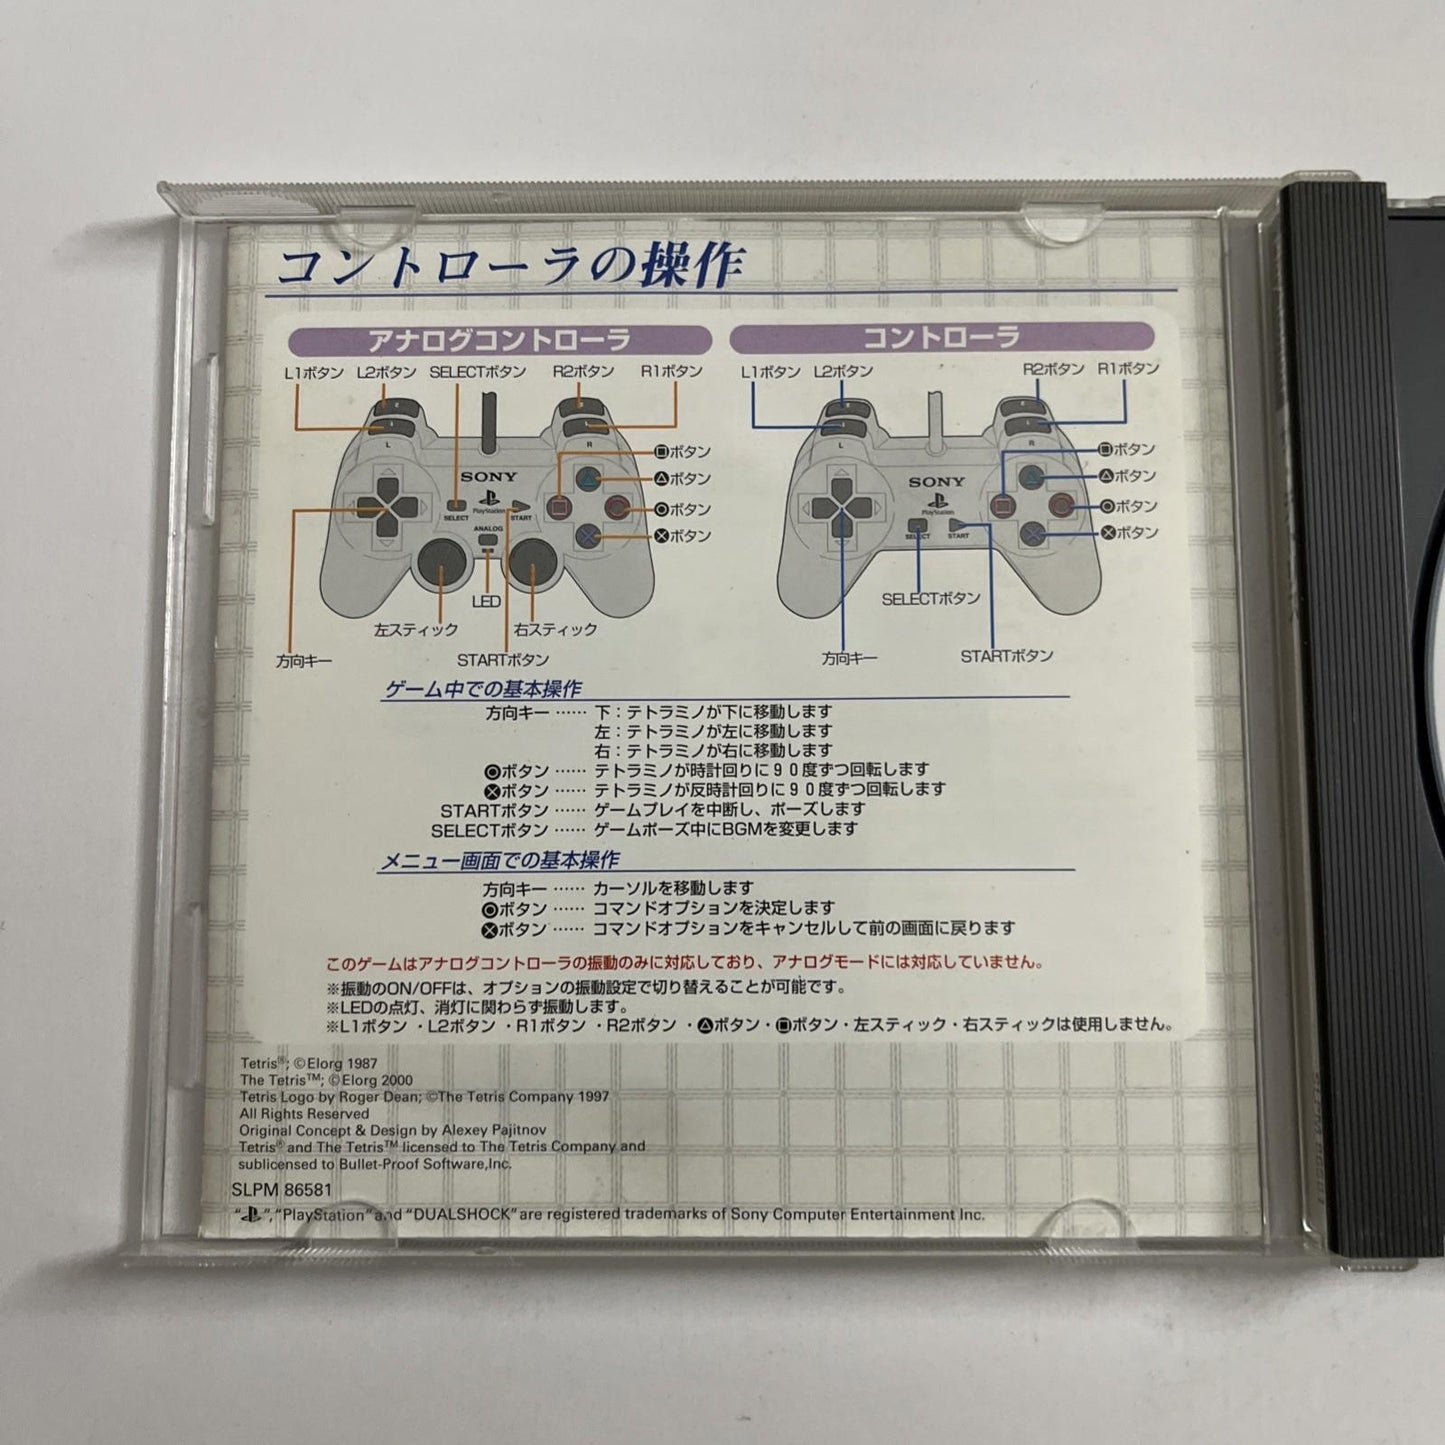 コントローラの操作
アナログコントローラ
L1ボタン L2ボタン SELECTボタン R2ボタン R1ボタン
L
R
SONY
PlayStation
SELECT
START
ANALOG
□ボタン
△ボタン
○ボタン
×ボタン
LED
左スティック 右スティック
方向キー STARTボタン
コントローラ
L1ボタン L2ボタン R2ボタン R1ボタン
L
R
SONY
PlayStation
SELECT
START
□ボタン
△ボタン
○ボタン
×ボタン
SELECTボタン
方向キー STARTボタン
ゲーム中での基本操作
方向キー …… 下：テトラミノが下に移動します
左：テトラミノが左に移動します
右：テトラミノが右に移動します
○ボタン …… テトラミノが時計回りに９０度ずつ回転します
×ボタン …… テトラミノが反時計回りに９０度ずつ回転します
STARTボタン …… ゲームプレイを中断し、ポーズします
SELECTボタン …… ゲームポーズ中にBGMを変更します
メニュー画面での基本操作
方向キー …… カーソルを移動します
○ボタン …… コマンドオプションを決定します
×ボタン …… コマンドオプションをキャンセルして前の画面に戻ります
このゲームはアナログコントローラの振動のみに対応しており、アナログモードには対応していません。
※振動のON/OFFは、オプションの振動設定で切り替えることが可能です。
※LEDの点灯、消灯に関わらず振動します。
※L1ボタン・L2ボタン・R1ボタン・R2ボタン・△ボタン・□ボタン・左スティック・右スティックは使用しません。
Tetris®; ©Elorg 1987
The Tetris™; ©Elorg 2000
Tetris Logo by Roger Dean; ©The Tetris Company 1997
All Rights Reserved
Original Concept & Design by Alexey Pajitnov
Tetris® and The Tetris™ licensed to The Tetris Company and
sublicensed to Bullet-Proof Software,Inc.
SLPM 86581
“ ”,“PlayStation” and “DUALSHOCK” are registered trademarks of Sony Computer Entertainment Inc.